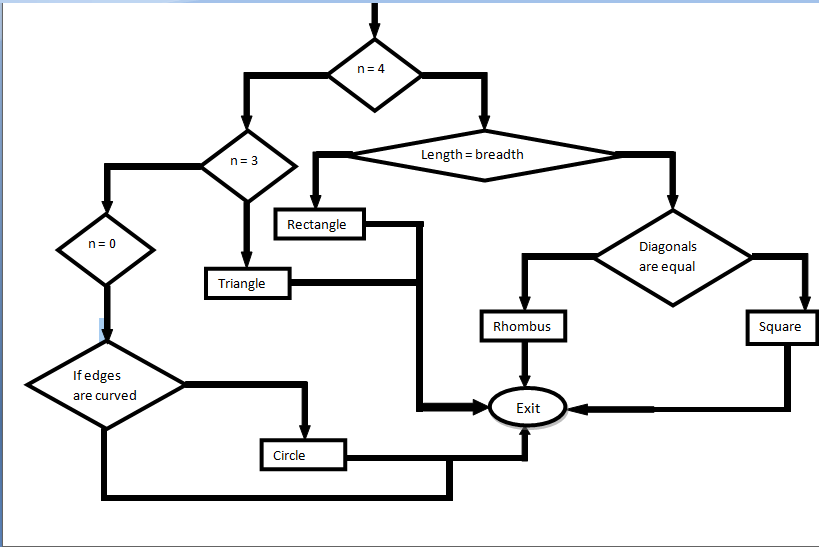 n = 4
n = 3
Length = breadth
Rectangle
n = 0
Diagonals
are equal
Triangle
Rhombus
Square
If edges
are curved
Exit
Circle